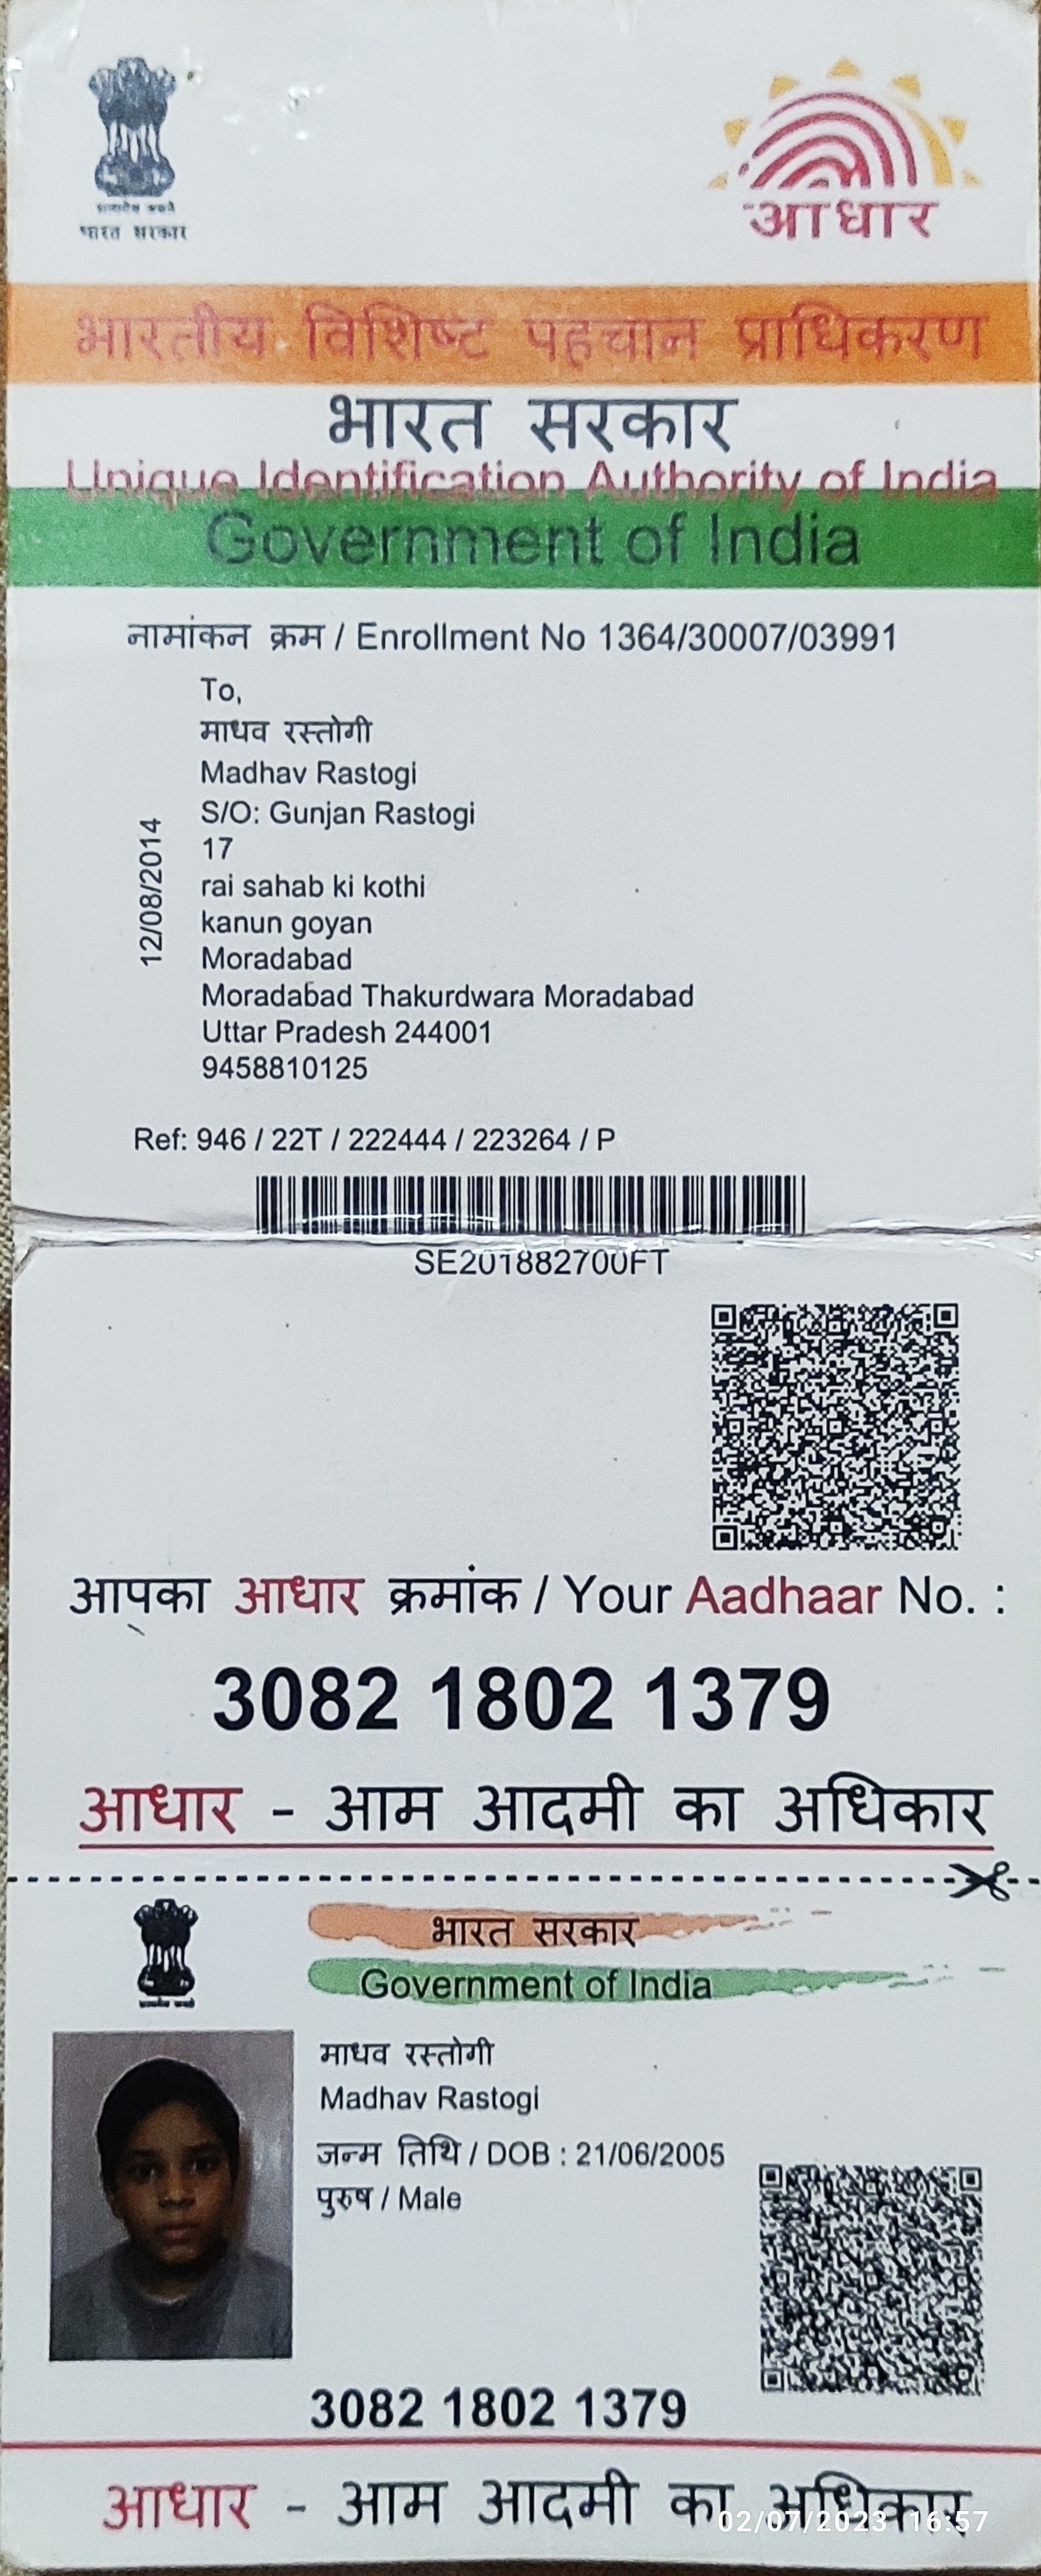 भारत सरकार
आधार
भारतीय विशिष्ट पहचान प्राधिकरण
भारत सरकार
Unique Identification Authority of India
Government of India
नामांकन क्रम / Enrollment No 1364/30007/03991
To,
माधव रस्तोगी
Madhav Rastogi
S/O: Gunjan Rastogi
17
rai sahab ki kothi
kanun goyan
Moradabad
Moradabad Thakurdwara Moradabad
Uttar Pradesh 244001
9458810125
12/08/2014
Ref: 946 / 22T / 222444 / 223264 / P
SE201882700FT
आपका आधार क्रमांक / Your Aadhaar No. :
3082 1802 1379
आधार - आम आदमी का अधिकार
भारत सरकार
Government of India
माधव रस्तोगी
Madhav Rastogi
जन्म तिथि / DOB : 21/06/2005
पुरुष / Male
3082 1802 1379
आधार - आम आदमी का अधिकार
02/07/2023 16:57